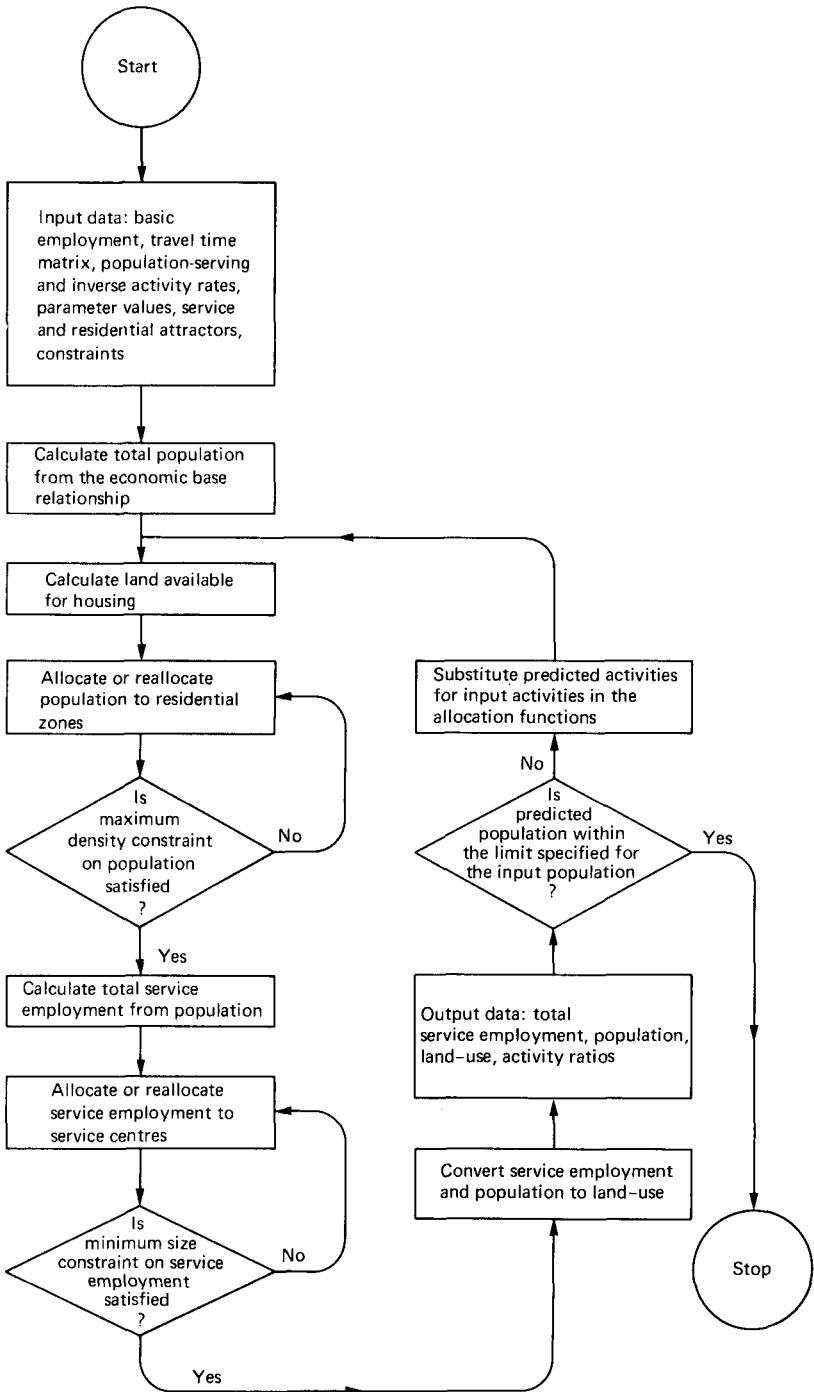 Start
Input data: basic
employment, travel time
matrix, population-serving
and inverse activity rates,
parameter values, service
and residential attractors,
constraints
Calculate total population
from the economic base
relationship
Calculate land available
for housing
Allocate or reallocate
population to residential
zones
Is
maximum
density constraint
on population
satisfied
?
No
Yes
Calculate total service
employment from population
Allocate or reallocate
service employment to
service centres
Is
minimum size
constraint on service
employment
satisfied
?
No
Yes
Convert service employment
and population to land-use
Output data: total
service employment, population,
land-use, activity ratios
Is
predicted
population within
the limit specified for
the input population
?
No
Yes
Substitute predicted activities
for input activities in the
allocation functions
Stop